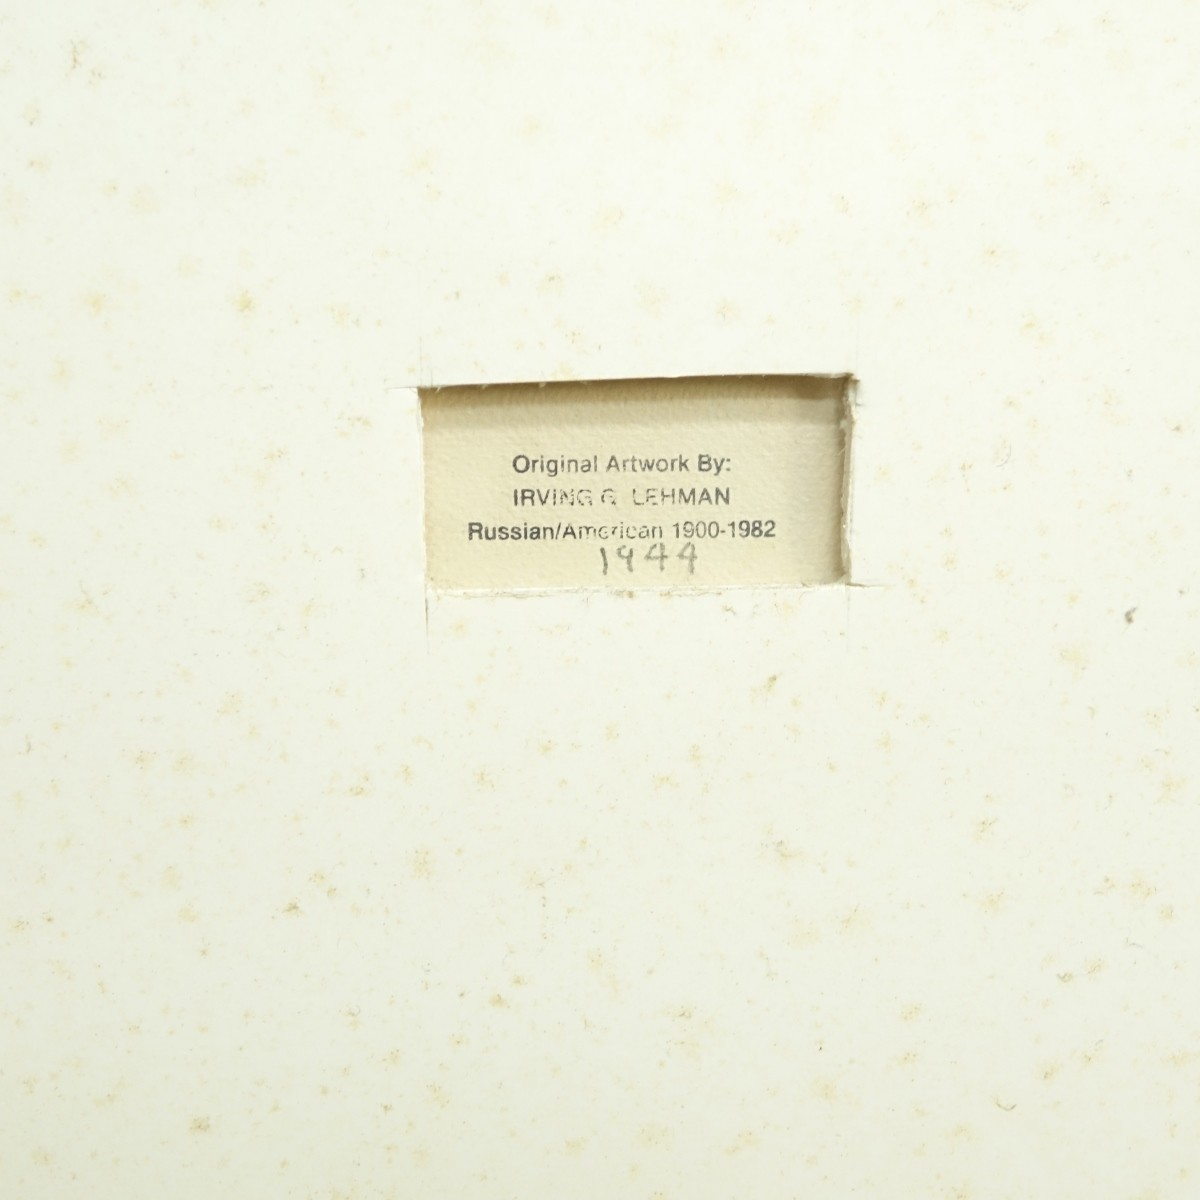 Original Artwork By:
IRVING G. LEHMAN
Russian/American 1900-1982
1944